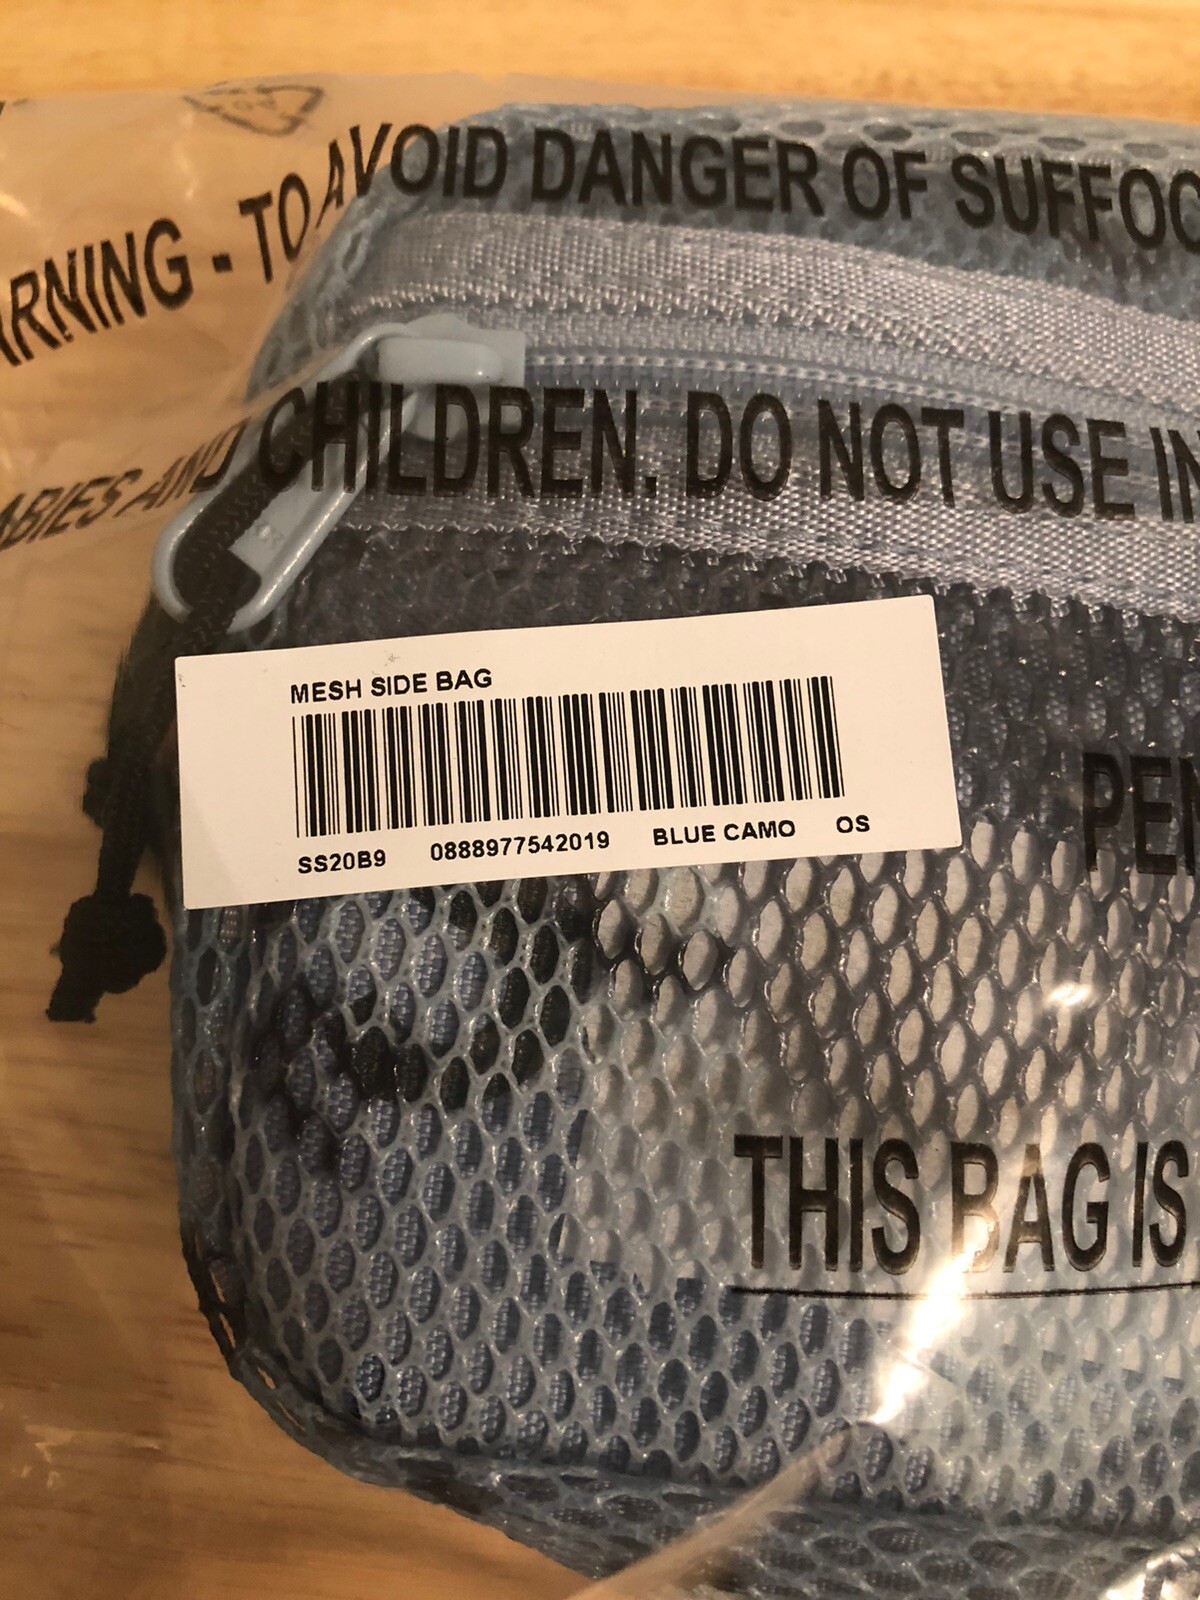 ARNING - TO AVOID DANGER OF SUFFOC
ABIES AND CHILDREN. DO NOT USE IN
MESH SIDE BAG
SS20B9 0888977542019 BLUE CAMO OS
PEN
THIS BAG IS